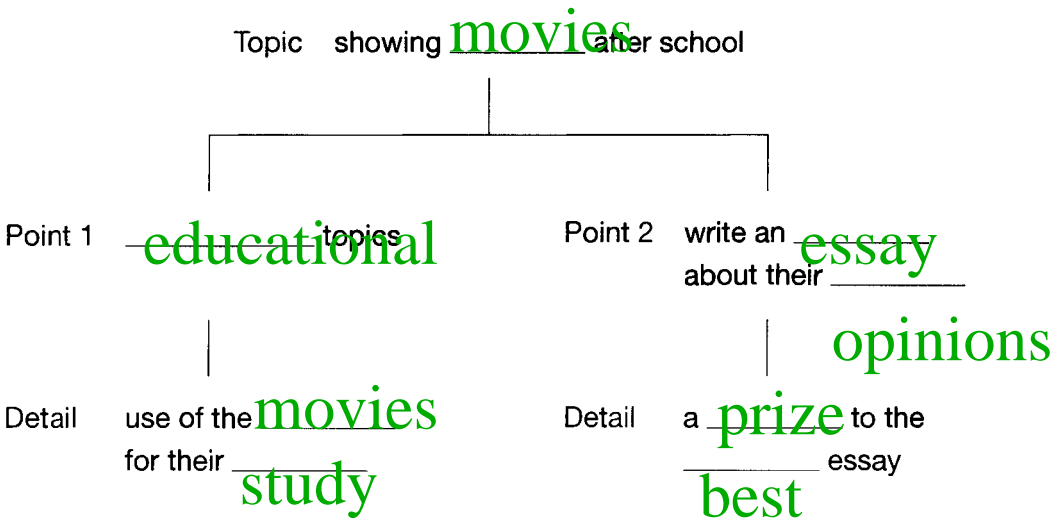 Topic showing movies after school
Point 1 educational topics
Point 2 write an essay
about their opinions
Detail use of the movies
for their study
Detail a prize to the
best essay